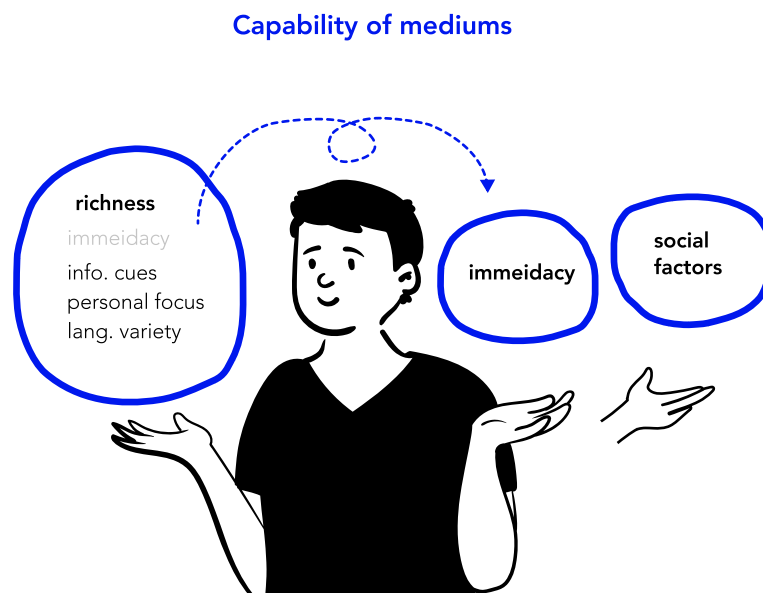 Capability of mediums
richness
immeidacy
info. cues
personal focus
lang. variety
immeidacy
social
factors